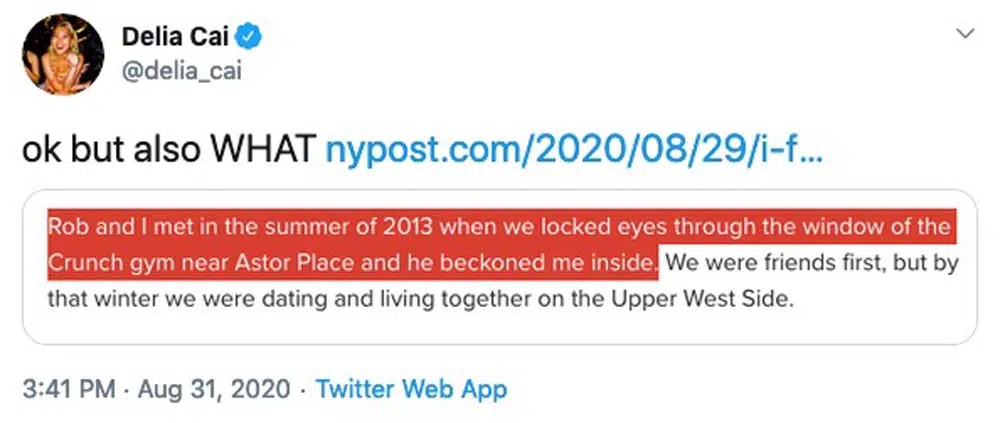 Delia Cai
@delia_cai
ok but also WHAT nypost.com/2020/08/29/i-f...
Rob and I met in the summer of 2013 when we locked eyes through the window of the
Crunch gym near Astor Place and he beckoned me inside. We were friends first, but by
that winter we were dating and living together on the Upper West Side.
3:41 PM · Aug 31, 2020 · Twitter Web App